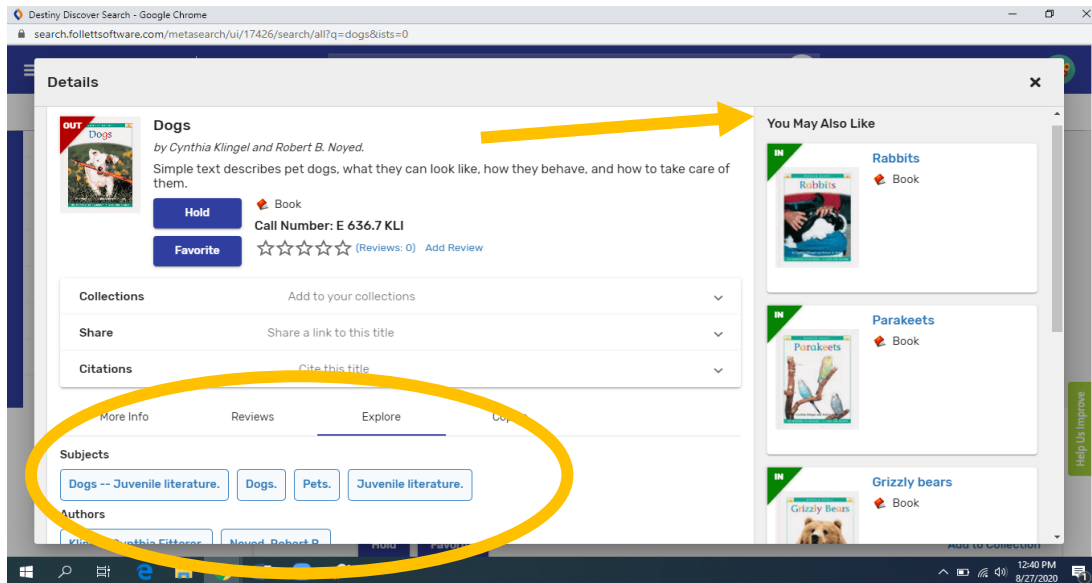 Destiny Discover Search - Google Chrome
search.follettsoftware.com/metasearch/ui/17426/search/all?q=dogs&ists=0
Details
OUT
Dogs
Dogs
by Cynthia Klingel and Robert B. Noyed.
Simple text describes pet dogs, what they can look like, how they behave, and how to take care of
them.
Hold
Book
Call Number: E 636.7 KLI
Favorite
(Reviews: 0) Add Review
Collections Add to your collections
Share Share a link to this title
Citations Cite this title
More Info Reviews Explore
Subjects
Dogs -- Juvenile literature. Dogs. Pets. Juvenile literature.
Authors
Noyed, Robert B.
Hold Favorite Add to Collection
You May Also Like
IN
Rabbits
Rabbits
Book
IN
Parakeets
Parakeets
Book
IN
Grizzly bears
Grizzly Bears
Book
Help Us Improve
12:40 PM
8/27/2020